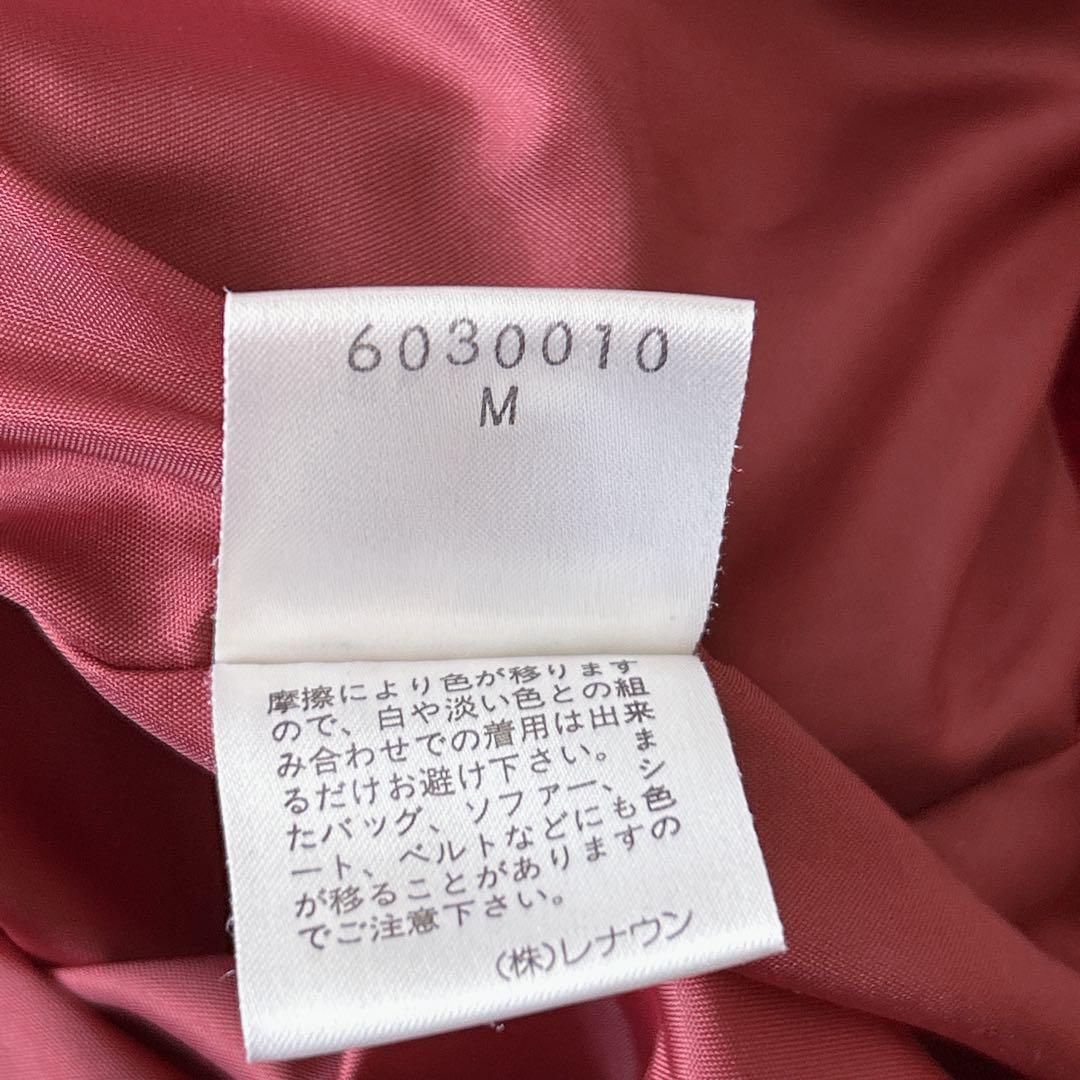 6030010
M
摩擦により色が移ります
ので、白や淡い色との組
み合わせでの着用は出来
るだけお避け下さい。ま
たバッグ、ソファー、シ
ート、ベルトなどにも色
が移ることがありますの
でご注意下さい。
(株)レナウン